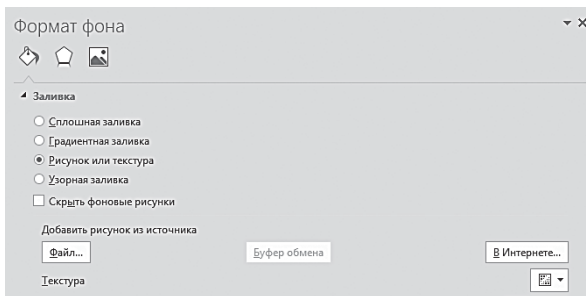 Формат фона
Заливка
Сплошная заливка
Градиентная заливка
Рисунок или текстура
Узорная заливка
Скрыть фоновые рисунки
Добавить рисунок из источника
Файл... Буфер обмена В Интернете...
Текстура